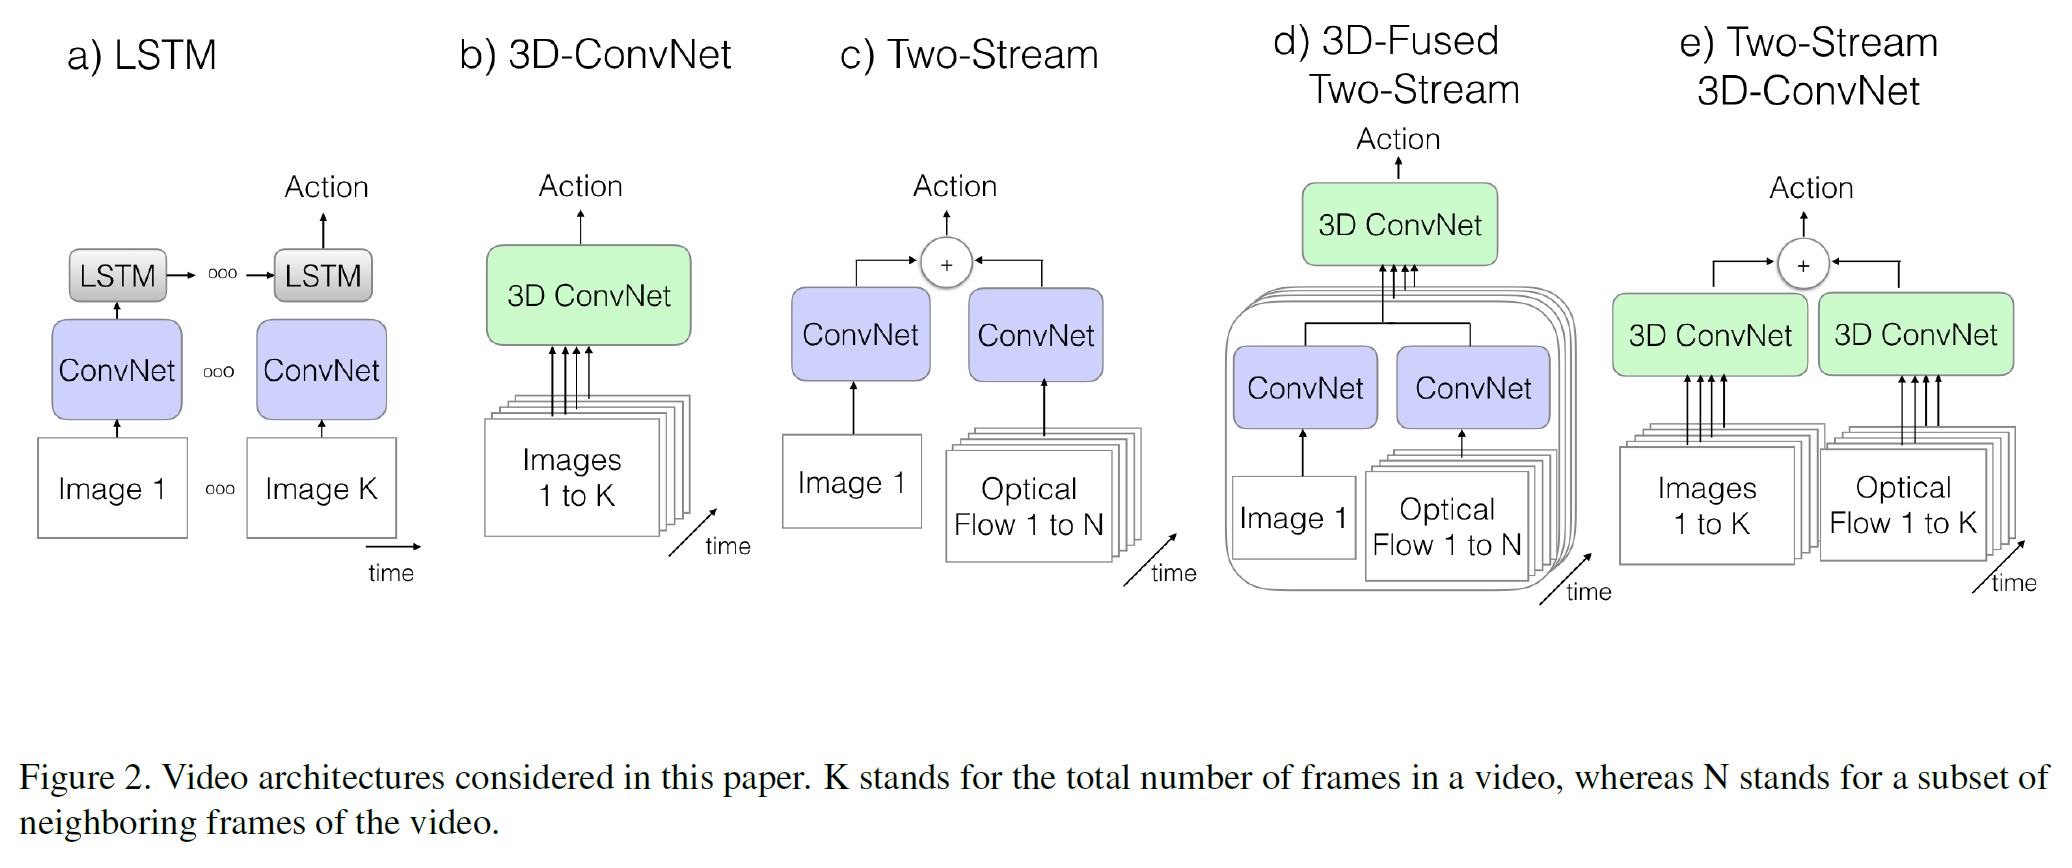 a) LSTM
Action
LSTM ooo LSTM
ConvNet ooo ConvNet
Image 1 ooo Image K
time
b) 3D-ConvNet
Action
3D ConvNet
Images
1 to K
time
c) Two-Stream
Action
+
ConvNet ConvNet
Image 1
Optical
Flow 1 to N
time
d) 3D-Fused
Two-Stream
Action
3D ConvNet
ConvNet ConvNet
Image 1
Optical
Flow 1 to N
time
e) Two-Stream
3D-ConvNet
Action
+
3D ConvNet 3D ConvNet
Images
1 to K
Optical
Flow 1 to K
time
Figure 2. Video architectures considered in this paper. K stands for the total number of frames in a video, whereas N stands for a subset of
neighboring frames of the video.